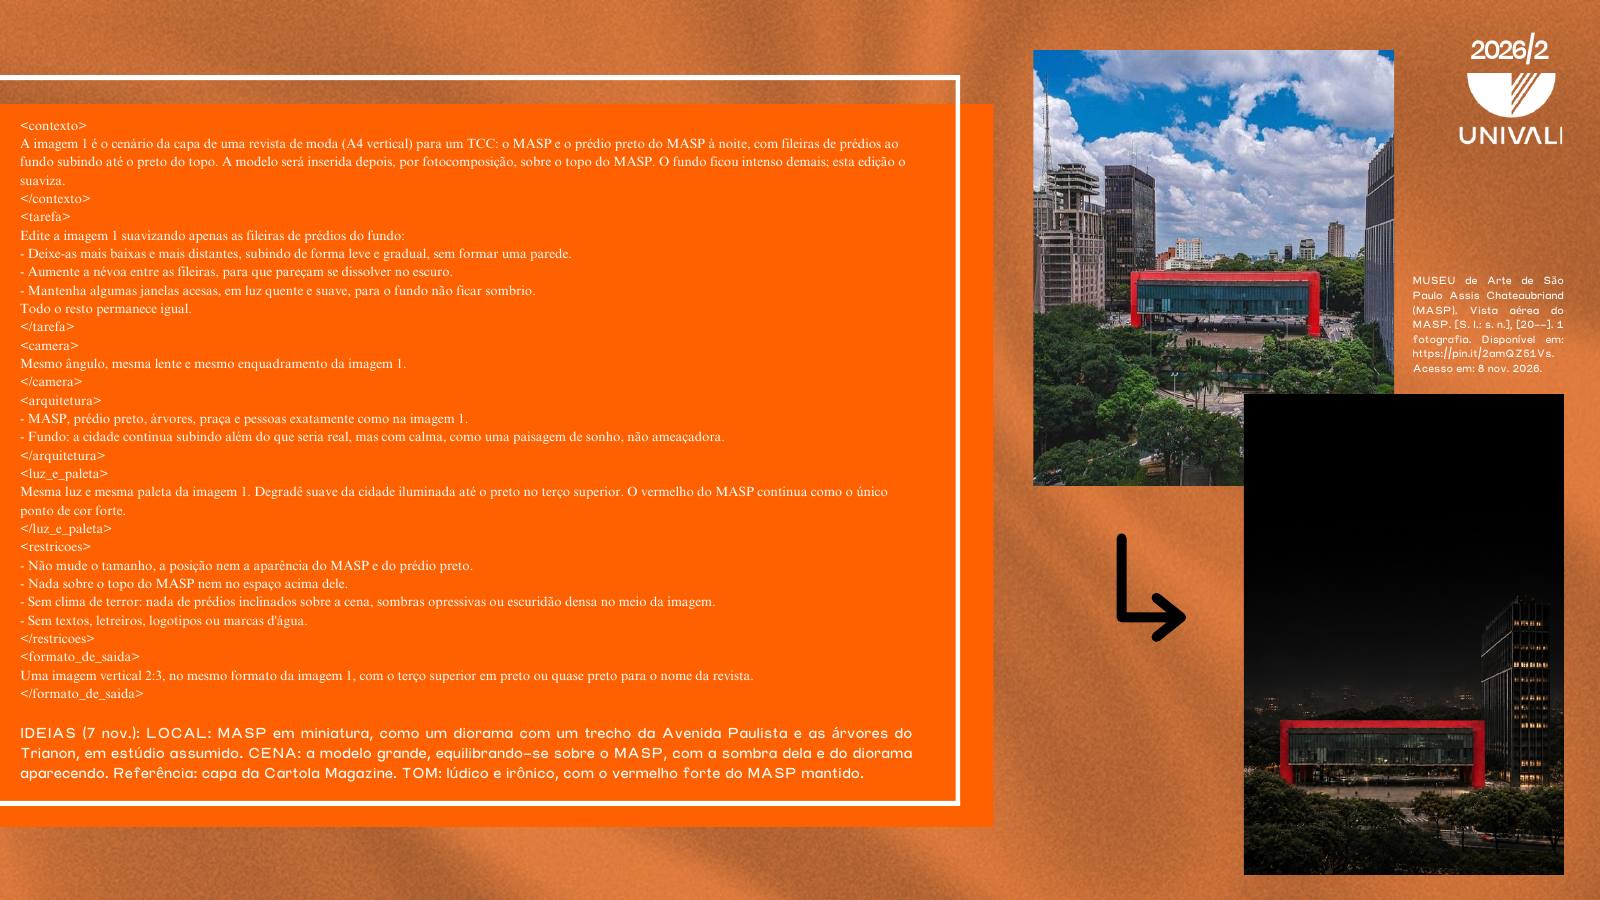 <contexto>
A imagem 1 é o cenário da capa de uma revista de moda (A4 vertical) para um TCC: o MASP e o prédio preto do MASP à noite, com fileiras de prédios ao
fundo subindo até o preto do topo. A modelo será inserida depois, por fotocomposição, sobre o topo do MASP. O fundo ficou intenso demais; esta edição o
suaviza.
</contexto>
<tarefa>
Edite a imagem 1 suavizando apenas as fileiras de prédios do fundo:
- Deixe-as mais baixas e mais distantes, subindo de forma leve e gradual, sem formar uma parede.
- Aumente a névoa entre as fileiras, para que pareçam se dissolver no escuro.
- Mantenha algumas janelas acesas, em luz quente e suave, para o fundo não ficar sombrio.
Todo o resto permanece igual.
</tarefa>
<camera>
Mesmo ângulo, mesma lente e mesmo enquadramento da imagem 1.
</camera>
<arquitetura>
- MASP, prédio preto, árvores, praça e pessoas exatamente como na imagem 1.
- Fundo: a cidade continua subindo além do que seria real, mas com calma, como uma paisagem de sonho, não ameaçadora.
</arquitetura>
<luz_e_paleta>
Mesma luz e mesma paleta da imagem 1. Degradê suave da cidade iluminada até o preto no terço superior. O vermelho do MASP continua como o único
ponto de cor forte.
</luz_e_paleta>
<restricoes>
- Não mude o tamanho, a posição nem a aparência do MASP e do prédio preto.
- Nada sobre o topo do MASP nem no espaço acima dele.
- Sem clima de terror: nada de prédios inclinados sobre a cena, sombras opressivas ou escuridão densa no meio da imagem.
- Sem textos, letreiros, logotipos ou marcas d'água.
</restricoes>
<formato_de_saida>
Uma imagem vertical 2:3, no mesmo formato da imagem 1, com o terço superior em preto ou quase preto para o nome da revista.
</formato_de_saida>
IDEIAS (7 nov.): LOCAL: MASP em miniatura, como um diorama com um trecho da Avenida Paulista e as árvores do
Trianon, em estúdio assumido. CENA: a modelo grande, equilibrando-se sobre o MASP, com a sombra dela e do diorama
aparecendo. Referência: capa da Cartola Magazine. TOM: lúdico e irônico, com o vermelho forte do MASP mantido.
2026/2
UNIVALI
MUSEU de Arte de São
Paulo Assis Chateaubriand
(MASP). Vista aérea do
MASP. [S. l.: s. n.], [20--]. 1
fotografia. Disponível em:
https://pin.it/2amQZ51Vs.
Acesso em: 8 nov. 2026.